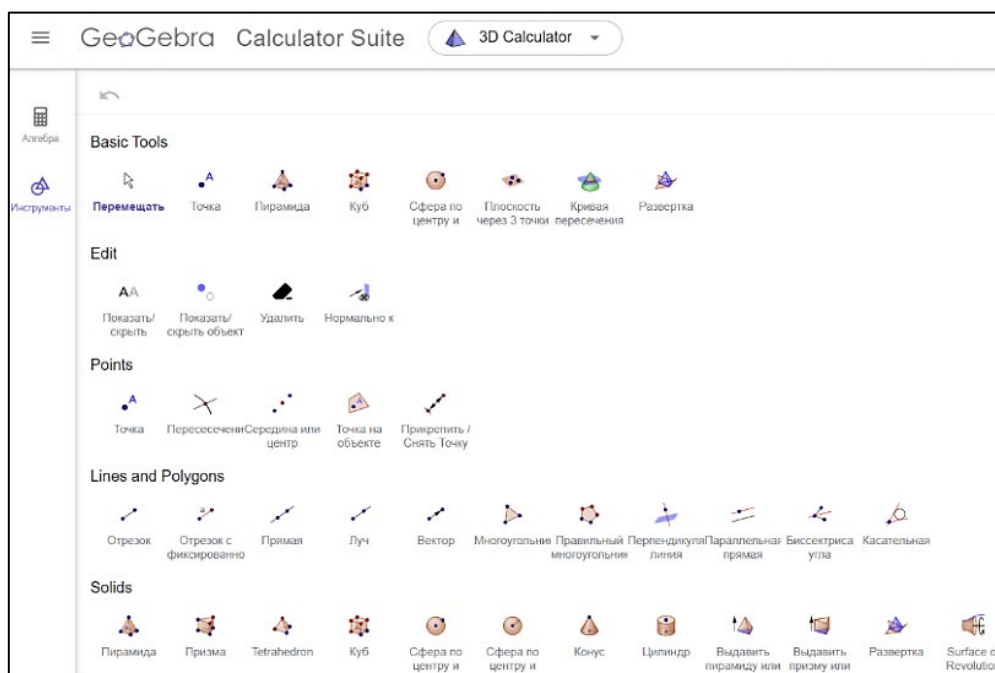 GeoGebra Calculator Suite 3D Calculator
Алгебра
Инструменты
Basic Tools
Перемещать Точка Пирамида Куб Сфера по центру и Плоскость через 3 точки Кривая пересечения Развертка
Edit
Показать/ скрыть Показать/ скрыть объект Удалить Нормально к
Points
A
Точка Пересесечени Середина или центр Точка на объекте Прикрепить / Снять Точку
Lines and Polygons
Отрезок Отрезок с фиксированно Прямая Луч Вектор Многоугольни Правильный многоугольник Перпендикуля линия Параллельная прямая Биссектриса угла Касательная
Solids
Пирамида Призма Tetrahedron Куб Сфера по центру и Сфера по центру и Конус Цилиндр Выдавить пирамиду или Выдавить призму или Развертка Surface o Revolution